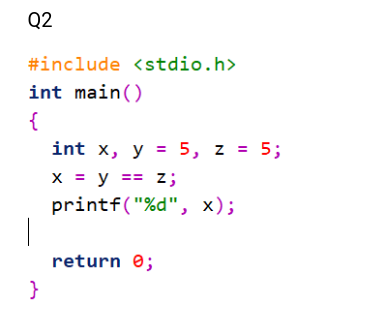 Q2
#include <stdio.h>
int main()
{
int x, y = 5, z = 5;
x = y == z;
printf("%d", x);
return 0;
}